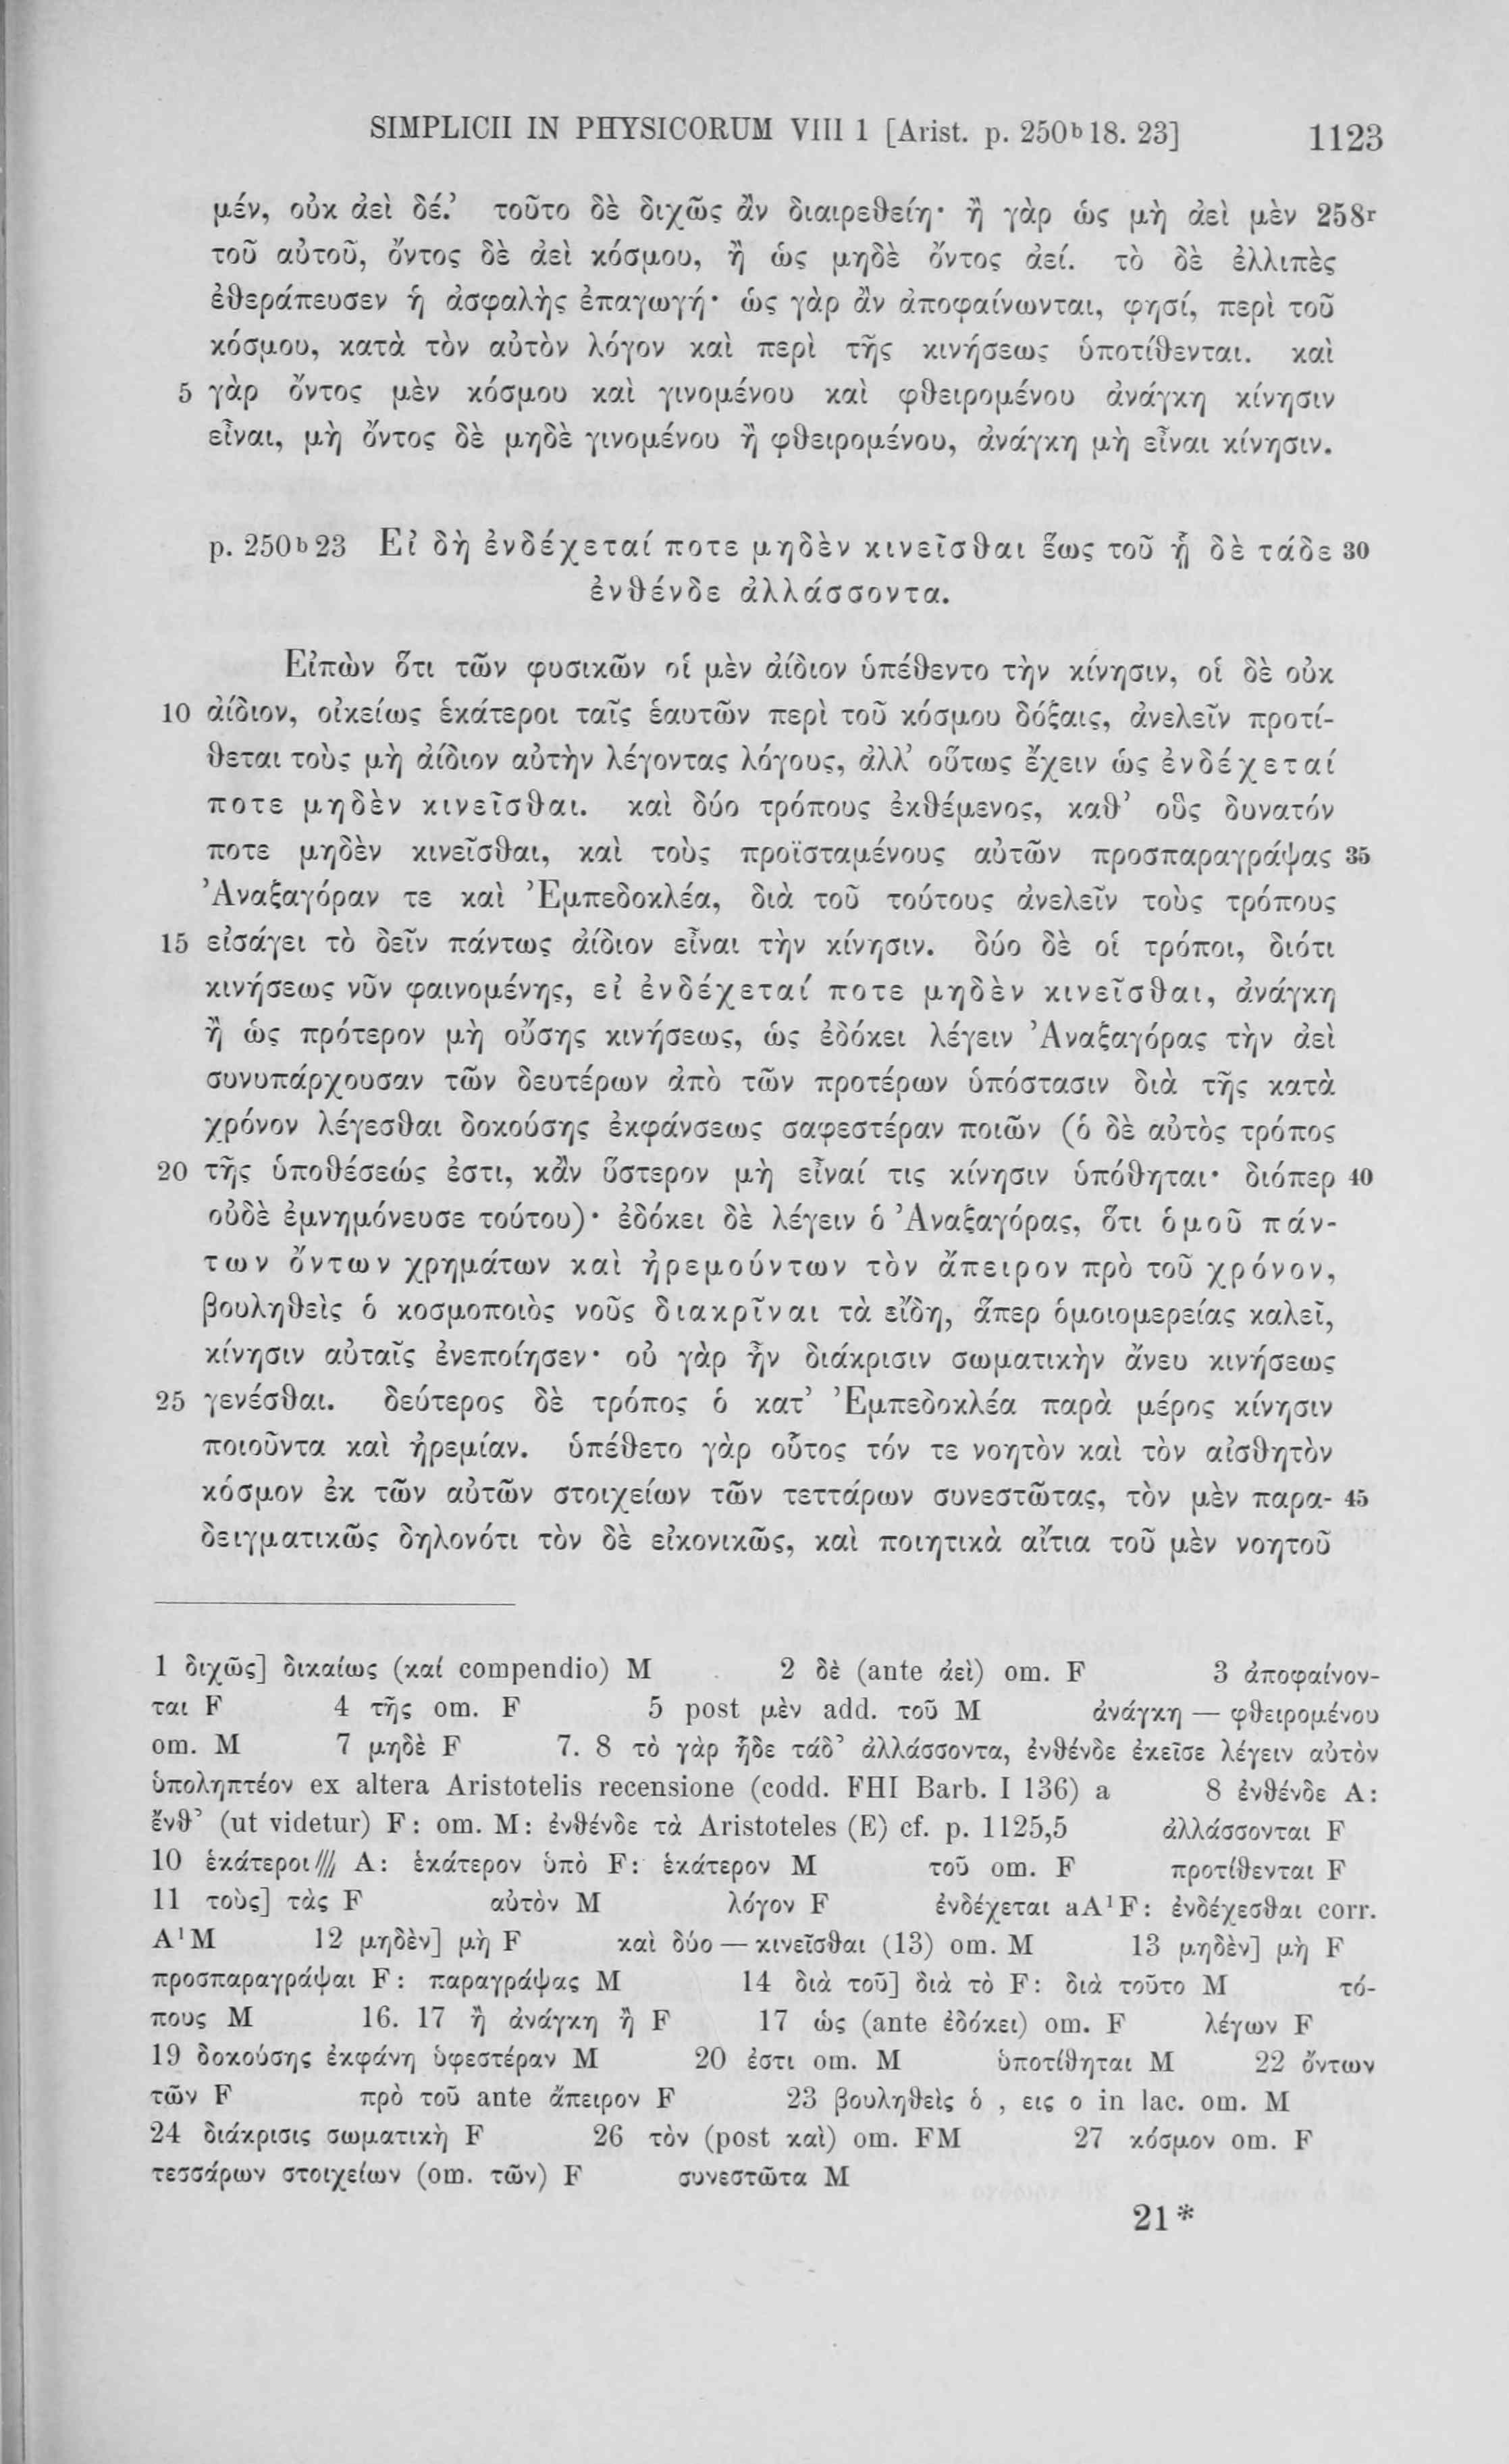 SIMPLICII IN PHYSICORUM VIII 1 [Arist. p. 250ᵇ18. 23] 1123
μέν, οὐκ ἀεὶ δέ.’ τοῦτο δὲ διχῶς ἂν διαιρεθείη· ἢ γὰρ ὡς μὴ ἀεὶ μὲν 258ʳ
τοῦ αὐτοῦ, ὄντος δὲ ἀεὶ κόσμου, ἢ ὡς μηδὲ ὄντος ἀεί. τὸ δὲ ἐλλιπὲς
ἐθεράπευσεν ἡ ἀσφαλὴς ἐπαγωγή· ὡς γὰρ ἂν ἀποφαίνωνται, φησί, περὶ τοῦ
κόσμου, κατὰ τὸν αὐτὸν λόγον καὶ περὶ τῆς κινήσεως ὑποτίθενται. καὶ
5 γὰρ ὄντος μὲν κόσμου καὶ γινομένου καὶ φθειρομένου ἀνάγκη κίνησιν
εἶναι, μὴ ὄντος δὲ μηδὲ γινομένου ἢ φθειρομένου, ἀνάγκη μὴ εἶναι κίνησιν.
p. 250ᵇ23 Εἰ δὴ ἐνδέχεταί ποτε μηδὲν κινεῖσθαι ἕως τοῦ ᾗ δὲ τάδε 30
ἐνθένδε ἀλλάσσοντα.
Εἰπὼν ὅτι τῶν φυσικῶν οἱ μὲν ἀίδιον ὑπέθεντο τὴν κίνησιν, οἱ δὲ οὐκ
10 ἀίδιον, οἰκείως ἑκάτεροι ταῖς ἑαυτῶν περὶ τοῦ κόσμου δόξαις, ἀνελεῖν προτί-
θεται τοὺς μὴ ἀίδιον αὐτὴν λέγοντας λόγους, ἀλλ’ οὕτως ἔχειν ὡς ἐνδέχεταί
ποτε μηδὲν κινεῖσθαι. καὶ δύο τρόπους ἐκθέμενος, καθ’ οὓς δυνατόν
ποτε μηδὲν κινεῖσθαι, καὶ τοὺς προϊσταμένους αὐτῶν προσπαραγράψας 35
Ἀναξαγόραν τε καὶ Ἐμπεδοκλέα, διὰ τοῦ τούτους ἀνελεῖν τοὺς τρόπους
15 εἰσάγει τὸ δεῖν πάντως ἀίδιον εἶναι τὴν κίνησιν. δύο δὲ οἱ τρόποι, διότι
κινήσεως νῦν φαινομένης, εἰ ἐνδέχεταί ποτε μηδὲν κινεῖσθαι, ἀνάγκη
ἢ ὡς πρότερον μὴ οὔσης κινήσεως, ὡς ἐδόκει λέγειν Ἀναξαγόρας τὴν ἀεὶ
συνυπάρχουσαν τῶν δευτέρων ἀπὸ τῶν προτέρων ὑπόστασιν διὰ τῆς κατὰ
χρόνον λέγεσθαι δοκούσης ἐκφάνσεως σαφεστέραν ποιῶν (ὁ δὲ αὐτὸς τρόπος
20 τῆς ὑποθέσεώς ἐστι, κἂν ὕστερον μὴ εἶναί τις κίνησιν ὑπόθηται· διόπερ 40
οὐδὲ ἐμνημόνευσε τούτου)· ἐδόκει δὲ λέγειν ὁ Ἀναξαγόρας, ὅτι ὁμοῦ πάν-
των ὄντων χρημάτων καὶ ἠρεμούντων τὸν ἄπειρον πρὸ τοῦ χρόνον,
βουληθεὶς ὁ κοσμοποιὸς νοῦς διακρῖναι τὰ εἴδη, ἅπερ ὁμοιομερείας καλεῖ,
κίνησιν αὐταῖς ἐνεποίησεν· οὐ γὰρ ἦν διάκρισιν σωματικὴν ἄνευ κινήσεως
25 γενέσθαι. δεύτερος δὲ τρόπος ὁ κατ’ Ἐμπεδοκλέα παρὰ μέρος κίνησιν
ποιοῦντα καὶ ἠρεμίαν. ὑπέθετο γὰρ οὗτος τόν τε νοητὸν καὶ τὸν αἰσθητὸν
κόσμον ἐκ τῶν αὐτῶν στοιχείων τῶν τεττάρων συνεστῶτας, τὸν μὲν παρα- 45
δειγματικῶς δηλονότι τὸν δὲ εἰκονικῶς, καὶ ποιητικὰ αἴτια τοῦ μὲν νοητοῦ
1 διχῶς] δικαίως (καί compendio) M 2 δὲ (ante ἀεὶ) om. F 3 ἀποφαίνον-
ται F 4 τῆς om. F 5 post μὲν add. τοῦ M ἀνάγκη — φθειρομένου
om. M 7 μηδὲ F 7. 8 τὸ γὰρ ἧδε τάδ’ ἀλλάσσοντα, ἐνθένδε ἐκεῖσε λέγειν αὐτὸν
ὑποληπτέον ex altera Aristotelis recensione (codd. FHI Barb. I 136) a 8 ἐνθένδε A:
ἔνθ’ (ut videtur) F: om. M: ἐνθένδε τὰ Aristoteles (E) cf. p. 1125,5 ἀλλάσσονται F
10 ἑκάτεροι/// A: ἑκάτερον ὑπὸ F: ἑκάτερον M τοῦ om. F προτίθενται F
11 τοὺς] τὰς F αὐτὸν M λόγον F ἐνδέχεται aA¹F: ἐνδέχεσθαι corr.
A¹M 12 μηδὲν] μὴ F καὶ δύο — κινεῖσθαι (13) om. M 13 μηδὲν] μὴ F
προσπαραγράψαι F: παραγράψας M 14 διὰ τοῦ] διὰ τὸ F: διὰ τοῦτο M τό-
πους M 16. 17 ἢ ἀνάγκη ἢ F 17 ὡς (ante ἐδόκει) om. F λέγων F
19 δοκούσης ἐκφάνη ὑφεστέραν M 20 ἐστι om. M ὑποτίθηται M 22 ὄντων
τῶν F πρὸ τοῦ ante ἄπειρον F 23 βουληθεὶς ὁ , εις ο in lac. om. M
24 διάκρισις σωματικὴ F 26 τὸν (post καὶ) om. FM 27 κόσμον om. F
τεσσάρων στοιχείων (om. τῶν) F συνεστῶτα M
21*